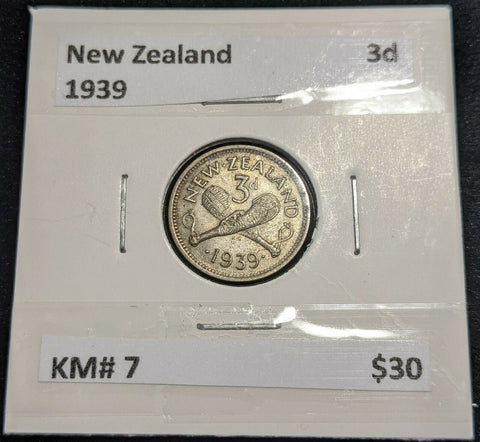 New Zealand 3d
1939
NEW·ZEALAND
3d
·1939·
KM# 7 $30